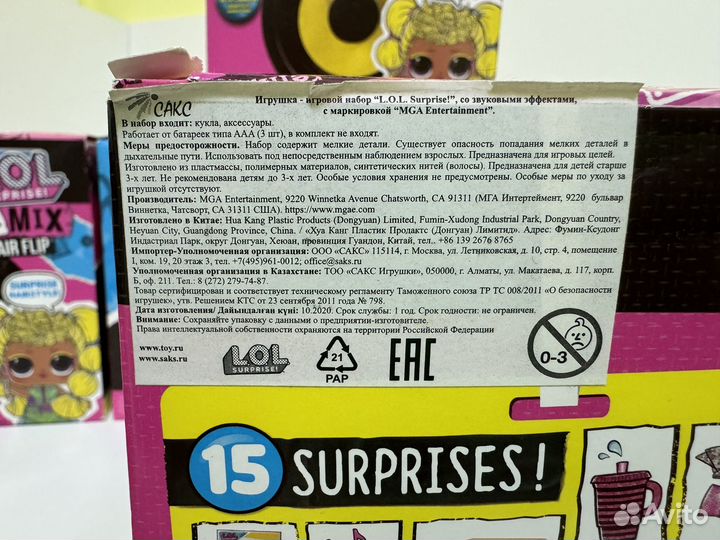 САКС
Игрушка - игровой набор “L.O.L. Surprise!”, со звуковыми эффектами,
с маркировкой “MGA Entertainment”.
В набор входит: кукла, аксессуары.
Работает от батареек типа ААА (3 шт), в комплект не входят.
Меры предосторожности. Набор содержит мелкие детали. Существует опасность попадания мелких деталей в
дыхательные пути. Использовать под непосредственным наблюдением взрослых. Предназначена для игровых целей.
Изготовлено из пластмассы, полимерных материалов, синтетических нитей (волосы). Предназначена для детей старше
3-х лет. Не рекомендована детям до 3-х лет. Особые условия хранения не предусмотрены. Особые меры по уходу за
игрушкой отсутствуют.
Производитель: MGA Entertainment, 9220 Winnetka Avenue Chatsworth, CA 91311 (МГА Интертеймент, 9220 бульвар
Виннетка, Чатсворт, СА 31311 США). https://www.mgae.com
Изготовлено в Китае: Hua Kang Plastic Products (Dongyuan) Limited, Fumin-Xudong Industrial Park, Dongyuan Country,
Heyuan City, Guangdong Province, China. / (Хуа Канг Пластик Продактс (Донгуан) Лимитид). Адрес: Фумин-Ксудонг
Индастриал Парк, округ Донгуан, Хеюан, провинция Гуандон, Китай., тел.: +86 139 2676 8765
Импортер-Уполномоченная организация: ООО «САКС» 115114, г. Москва, ул. Летниковская, д. 10, стр. 4, помещение
I, ком. 19, 20 этаж 3, тел.+7(495)961-0012; office@saks.ru
Уполномоченная организация в Казахстане: ТОО «САКС Игрушки», 050000, г. Алматы, ул. Макатаева, д. 117, корп.
Б, оф. 211. Тел.: 8 (272) 279-74-87.
Товар сертифицирован и соответствует техническому регламенту Таможенного союза ТР ТС 008/2011 «О безопасности
игрушек», утв. Решением КТС от 23 сентября 2011 года № 798.
Дата изготовления / Дайындалган күні: 10.2020. Срок службы: 1 год. Срок годности: не ограничен.
Внимание: Сохраняйте упаковку с данными о предприятии-изготовителе.
Права интеллектуальной собственности охраняются на территории Российской Федерации
www.toy.ru
www.saks.ru
L.O.L.
SURPRISE!
21
PAP
EAC
0-3
LOL
SURPRISE!
MIX
AIR FLIP
SURPRISE
HAIRSTYLE!
15 SURPRISES!
Avito